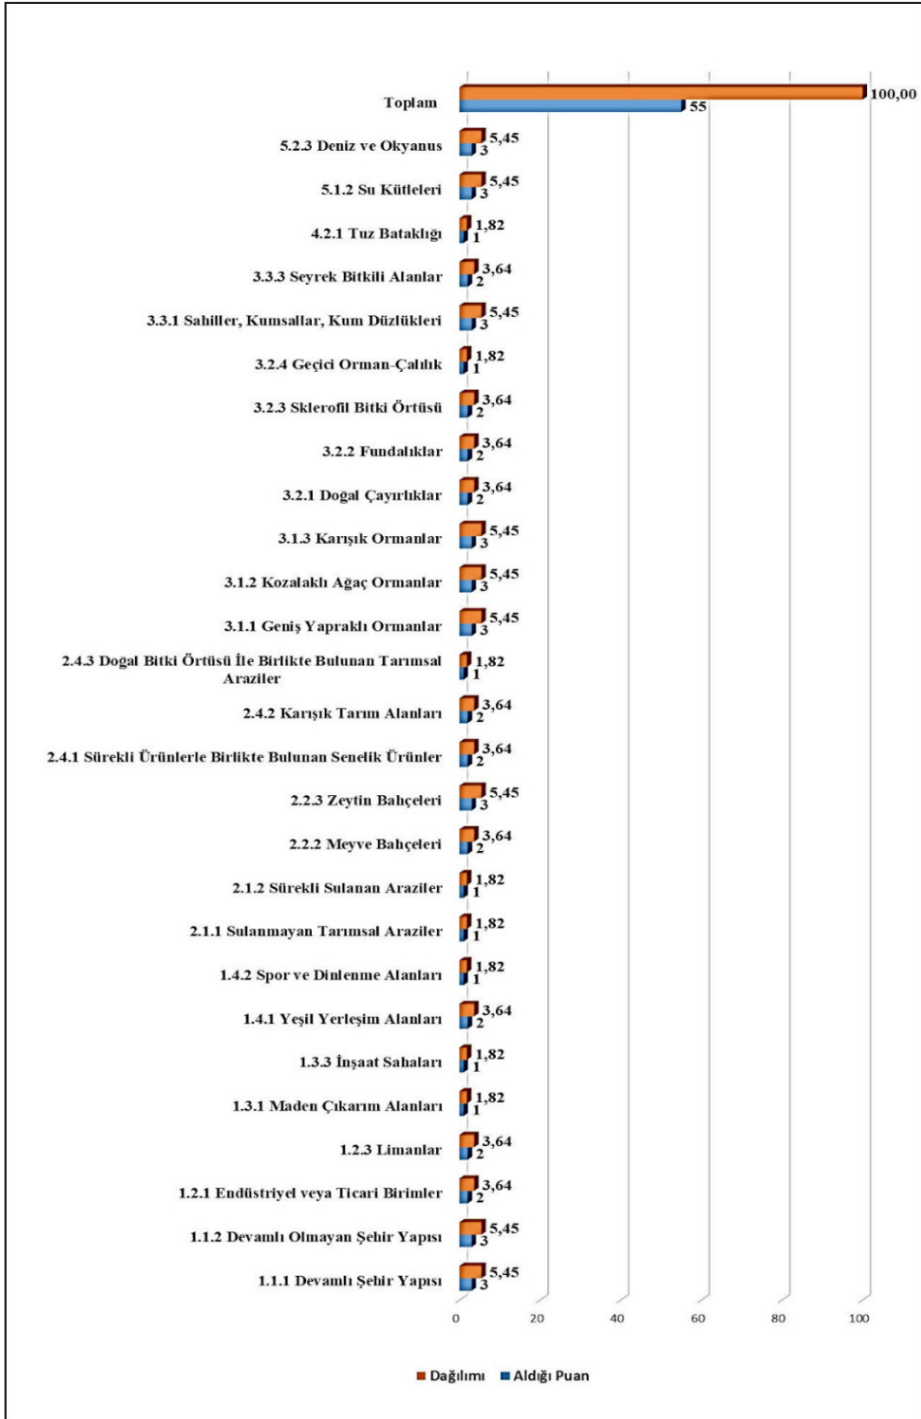 Toplam
100,00
55
5.2.3 Deniz ve Okyanus
5,45
3
5.1.2 Su Kütleleri
5,45
3
4.2.1 Tuz Bataklığı
1,82
1
3.3.3 Seyrek Bitkili Alanlar
3,64
2
3.3.1 Sahiller, Kumsallar, Kum Düzlükleri
5,45
3
3.2.4 Geçici Orman-Çalılık
1,82
1
3.2.3 Sklerofil Bitki Örtüsü
3,64
2
3.2.2 Fundalıklar
3,64
2
3.2.1 Doğal Çayırlıklar
3,64
2
3.1.3 Karışık Ormanlar
5,45
3
3.1.2 Kozalaklı Ağaç Ormanlar
5,45
3
3.1.1 Geniş Yapraklı Ormanlar
5,45
3
2.4.3 Doğal Bitki Örtüsü İle Birlikte Bulunan Tarımsal
Araziler
1,82
1
2.4.2 Karışık Tarım Alanları
3,64
2
2.4.1 Sürekli Ürünlerle Birlikte Bulunan Senelik Ürünler
3,64
2
2.2.3 Zeytin Bahçeleri
5,45
3
2.2.2 Meyve Bahçeleri
3,64
2
2.1.2 Sürekli Sulanan Araziler
1,82
1
2.1.1 Sulanmayan Tarımsal Araziler
1,82
1
1.4.2 Spor ve Dinlenme Alanları
1,82
1
1.4.1 Yeşil Yerleşim Alanları
3,64
2
1.3.3 İnşaat Sahaları
1,82
1
1.3.1 Maden Çıkarım Alanları
1,82
1
1.2.3 Limanlar
3,64
2
1.2.1 Endüstriyel veya Ticari Birimler
3,64
2
1.1.2 Devamlı Olmayan Şehir Yapısı
5,45
3
1.1.1 Devamlı Şehir Yapısı
5,45
3
0 20 40 60 80 100
Dağılımı Aldığı Puan